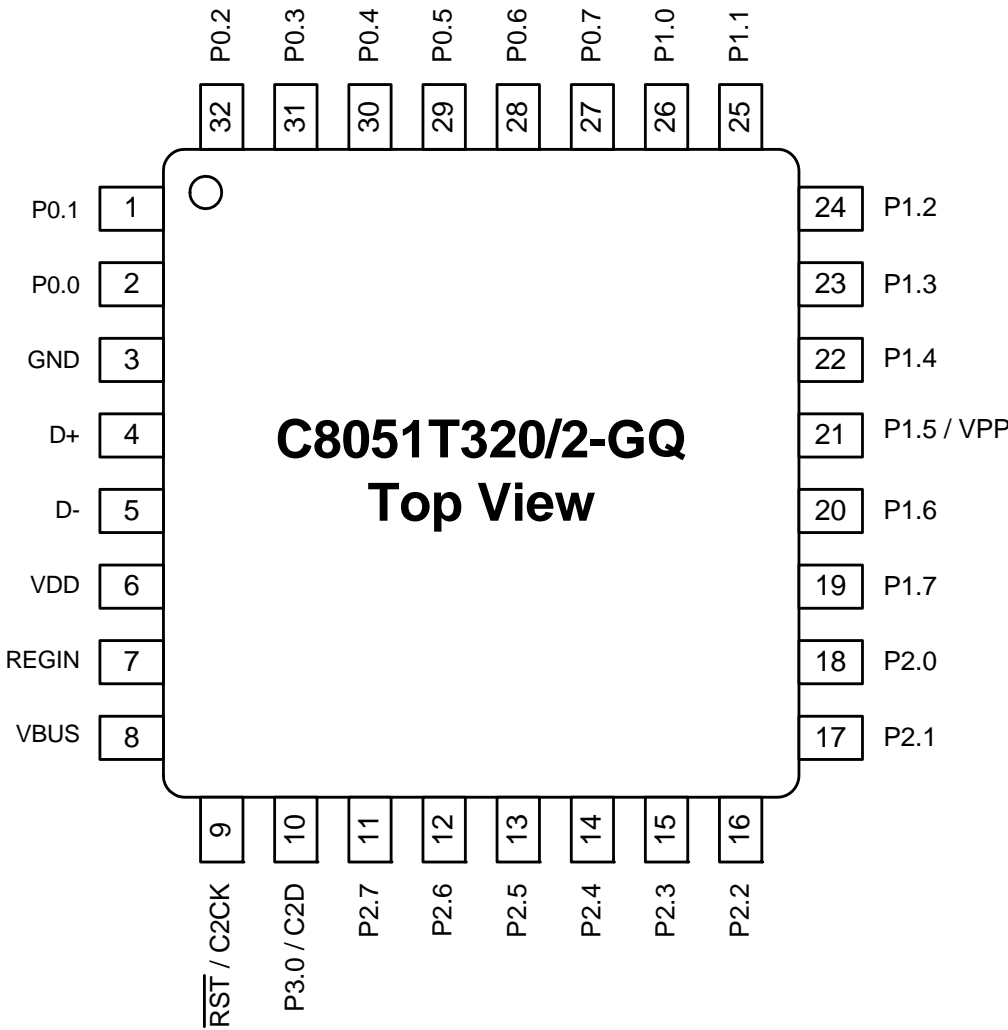 P0.2
P0.3
P0.4
P0.5
P0.6
P0.7
P1.0
P1.1
32
31
30
29
28
27
26
25
P0.1 1
P0.0 2
GND 3
D+ 4
D- 5
VDD 6
REGIN 7
VBUS 8
C8051T320/2-GQ
Top View
24 P1.2
23 P1.3
22 P1.4
21 P1.5 / VPP
20 P1.6
19 P1.7
18 P2.0
17 P2.1
9
10
11
12
13
14
15
16
RST / C2CK
P3.0 / C2D
P2.7
P2.6
P2.5
P2.4
P2.3
P2.2